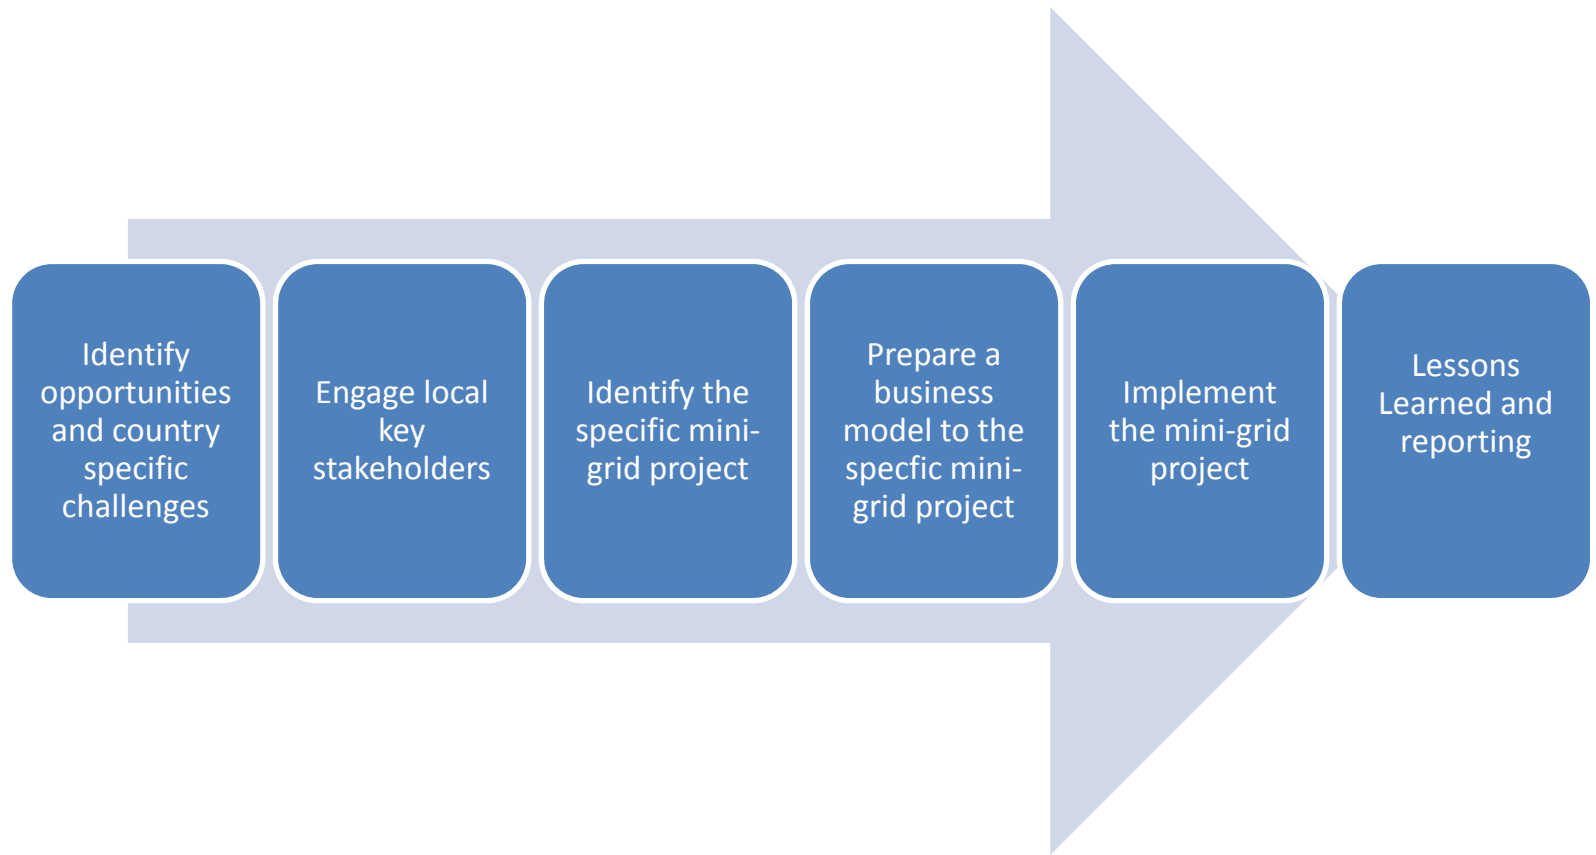 Identify
opportunities
and country
specific
challenges
Engage local
key
stakeholders
Identify the
specific mini-
grid project
Prepare a
business
model to the
specfic mini-
grid project
Implement
the mini-grid
project
Lessons
Learned and
reporting